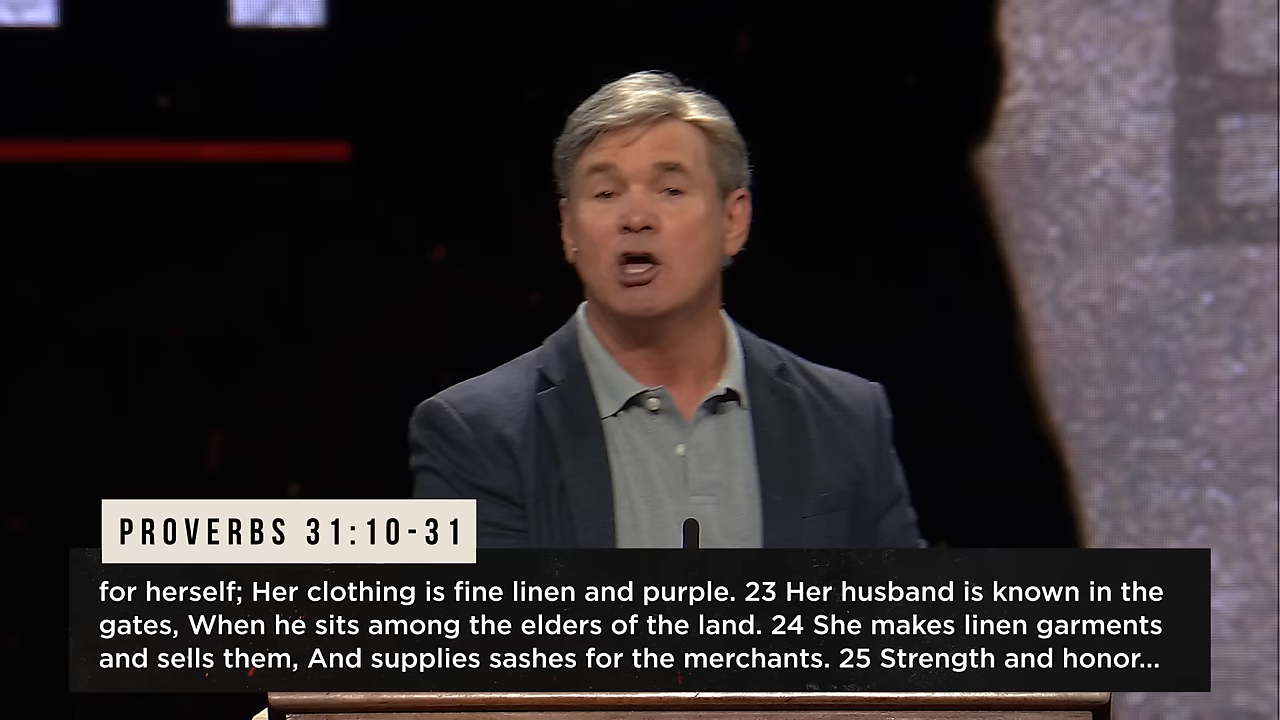 PROVERBS 31:10-31
for herself; Her clothing is fine linen and purple. 23 Her husband is known in the
gates, When he sits among the elders of the land. 24 She makes linen garments
and sells them, And supplies sashes for the merchants. 25 Strength and honor...